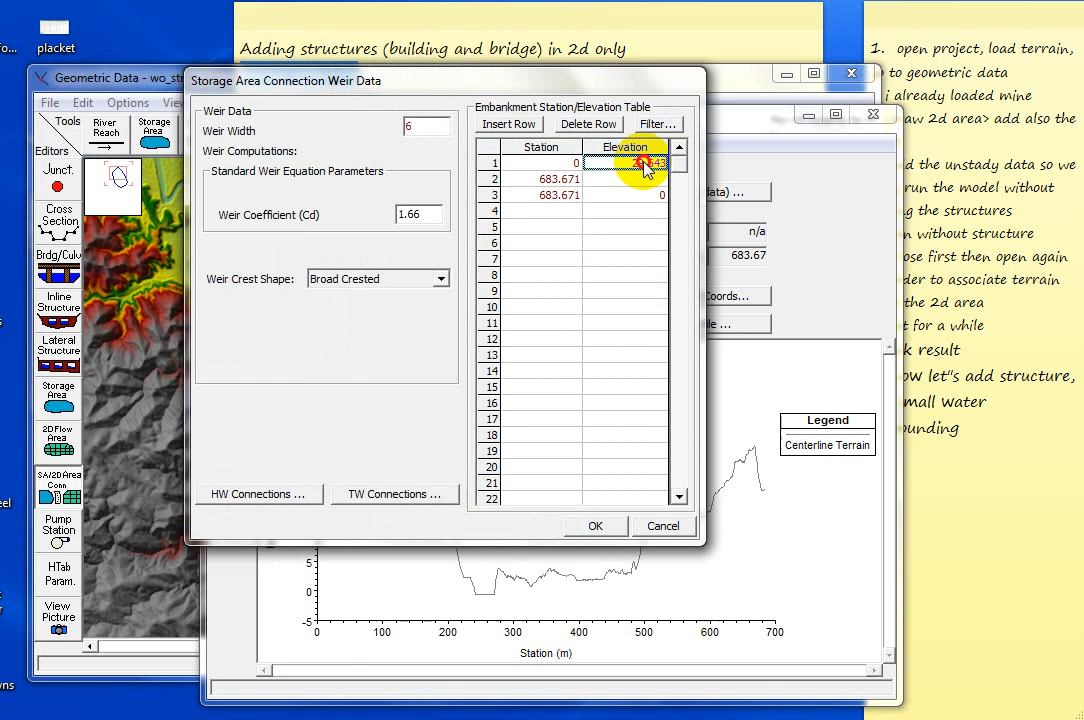 placket
Adding structures (building and bridge) in 2d only
1. open project, load terrain,
to geometric data
i already loaded mine
aw 2d area> add also the
d the unstady data so we
run the model without
g the structures
n without structure
ose first then open again
der to associate terrain
the 2d area
t for a while
k result
ow let"s add structure,
mall water
ounding
Geometric Data - wo_str
File Edit Options Vie
Tools
Editors
River
Reach
Storage
Area
Junct.
Cross
Section
Brdg/Culv
Inline
Structure
Lateral
Structure
Storage
Area
2D Flow
Area
SA/2D Area
Conn
Pump
Station
HTab
Param.
View
Picture
Storage Area Connection Weir Data
Weir Data
Weir Width 6
Weir Computations:
Standard Weir Equation Parameters
Weir Coefficient (Cd) 1.66
Weir Crest Shape: Broad Crested
HW Connections ...
TW Connections ...
Embankment Station/Elevation Table
Insert Row Delete Row Filter...
Station Elevation
1 0
2 683.671
3 683.671 0
4
5
6
7
8
9
10
11
12
13
14
15
16
17
18
19
20
21
22
OK Cancel
data) ...
n/a
683.67
Coords...
le ...
Legend
Centerline Terrain
5
0
-5
0 100 200 300 400 500 600 700
Station (m)